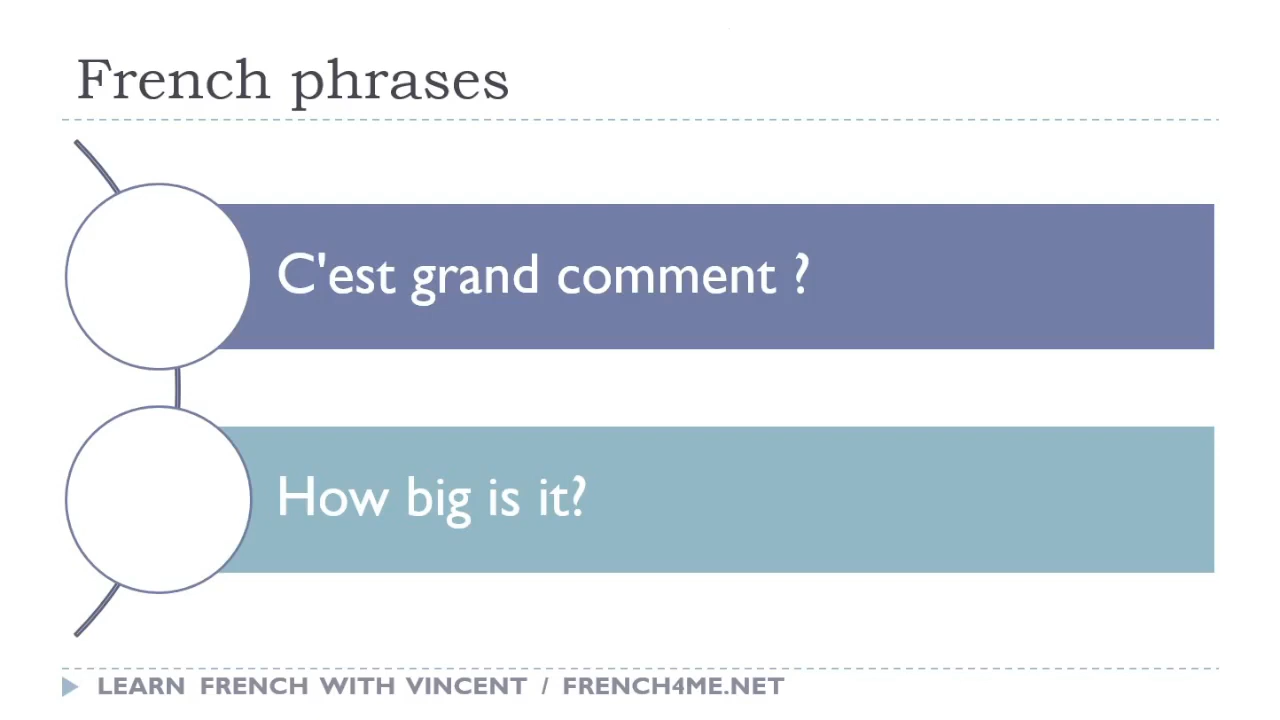 French phrases
C'est grand comment ?
How big is it?
LEARN FRENCH WITH VINCENT / FRENCH4ME.NET